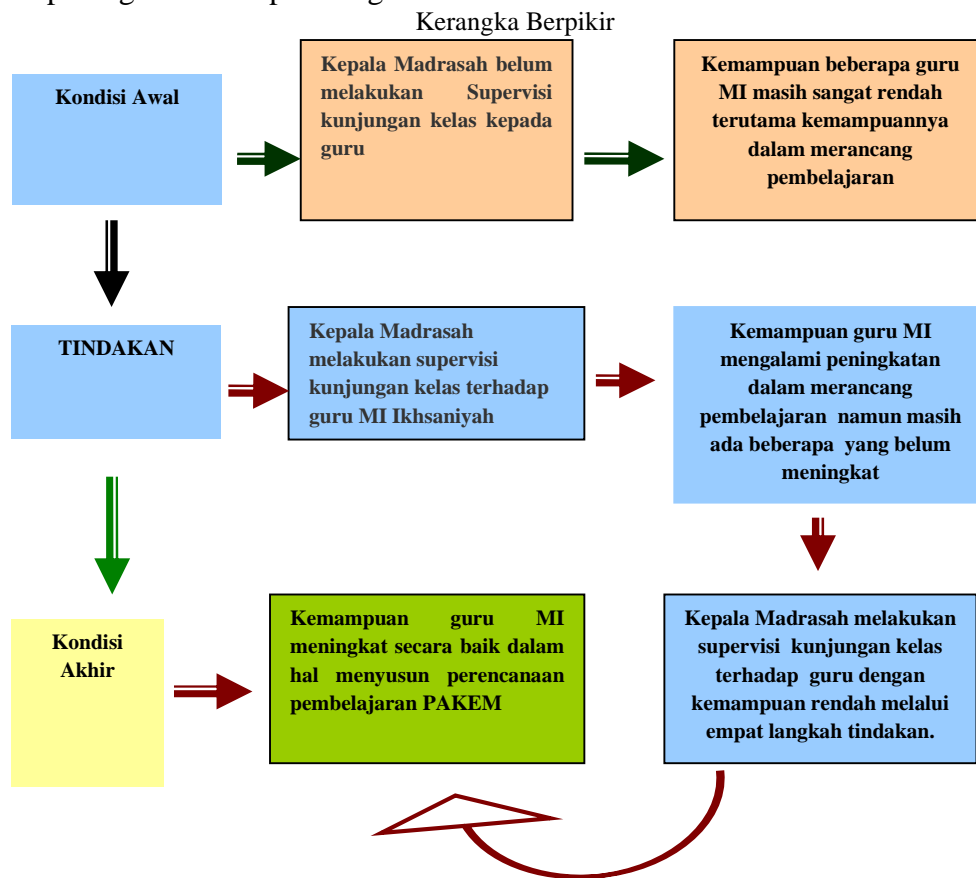 Kerangka Berpikir
Kondisi Awal
Kepala Madrasah belum
melakukan Supervisi
kunjungan kelas kepada
guru
Kemampuan beberapa guru
MI masih sangat rendah
terutama kemampuannya
dalam merancang
pembelajaran
TINDAKAN
Kepala Madrasah
melakukan supervisi
kunjungan kelas terhadap
guru MI Ikhsaniyah
Kemampuan guru MI
mengalami peningkatan
dalam merancang
pembelajaran namun masih
ada beberapa yang belum
meningkat
Kondisi
Akhir
Kemampuan guru MI
meningkat secara baik dalam
hal menyusun perencanaan
pembelajaran PAKEM
Kepala Madrasah melakukan
supervisi kunjungan kelas
terhadap guru dengan
kemampuan rendah melalui
empat langkah tindakan.